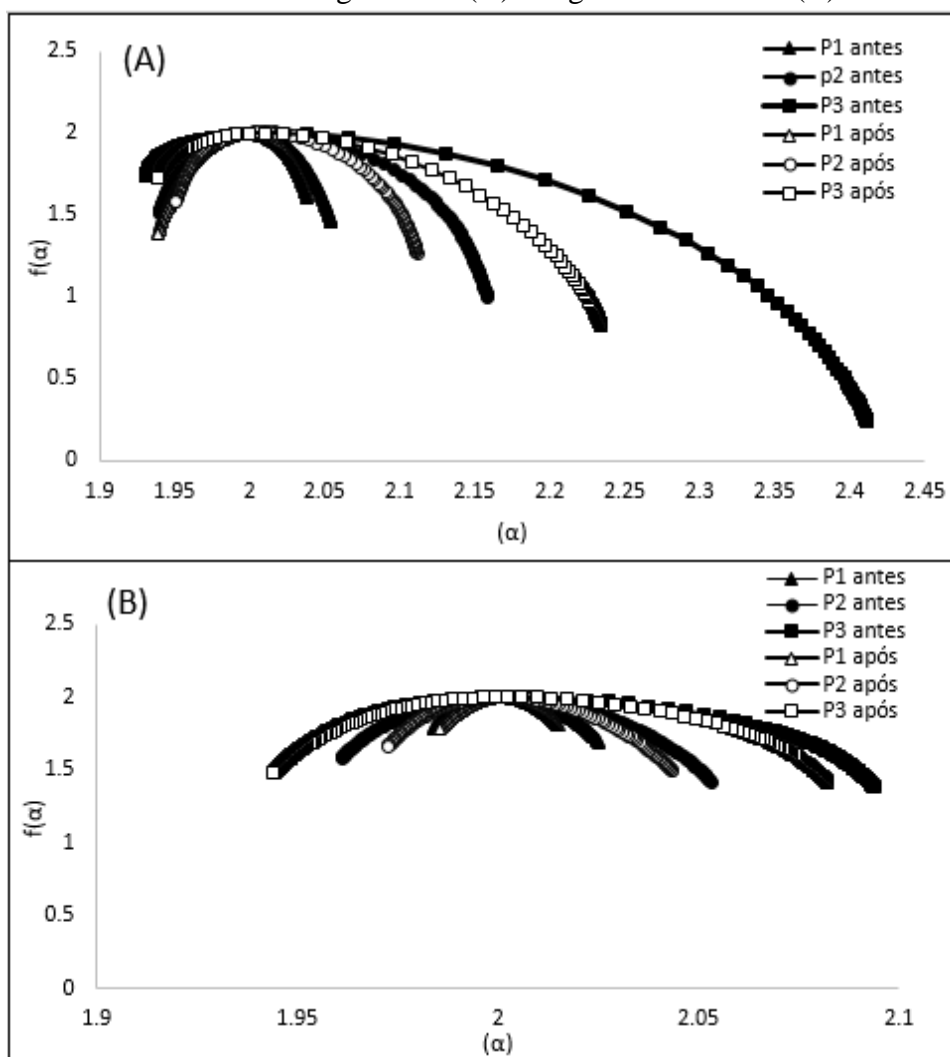 (A)
P1 antes
p2 antes
P3 antes
P1 após
P2 após
P3 após
f(α)
2.5
2
1.5
1
0.5
0
1.9 1.95 2 2.05 2.1 2.15 2.2 2.25 2.3 2.35 2.4 2.45
(α)
(B)
P1 antes
P2 antes
P3 antes
P1 após
P2 após
P3 após
f(α)
2.5
2
1.5
1
0.5
0
1.9 1.95 2 2.05 2.1
(α)